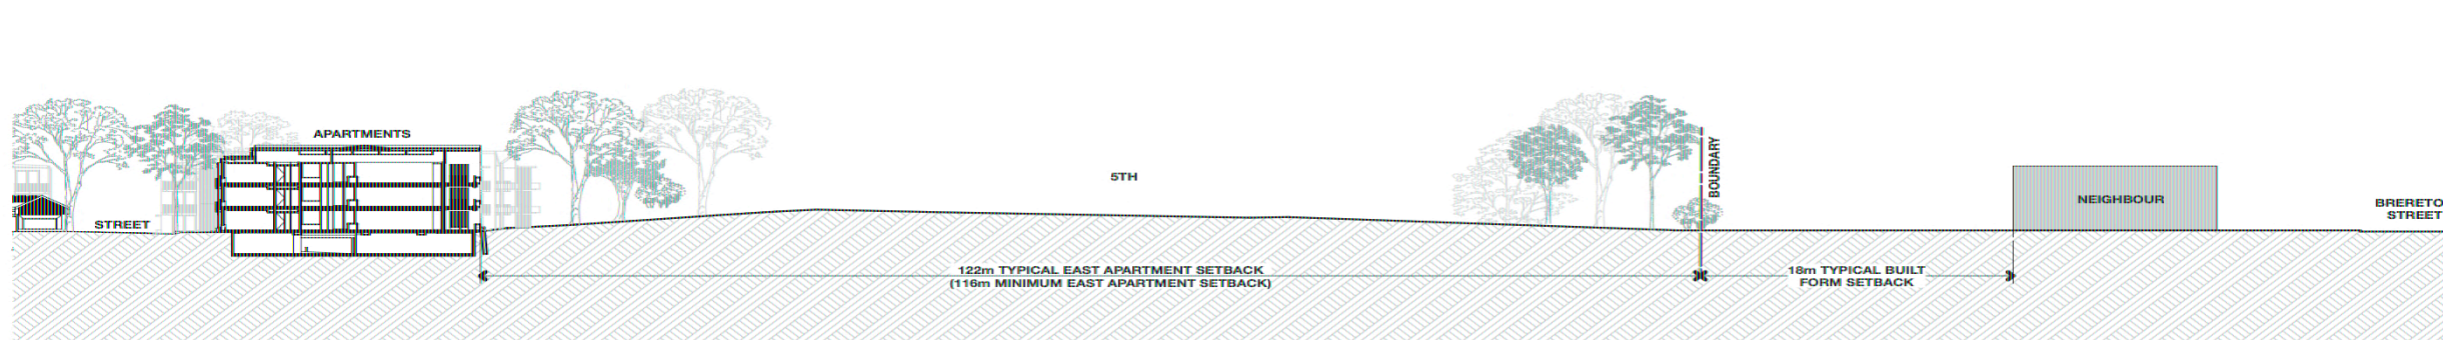 APARTMENTS
STREET
5TH
BOUNDARY
NEIGHBOUR
BRERETO
STREET
122m TYPICAL EAST APARTMENT SETBACK
(116m MINIMUM EAST APARTMENT SETBACK)
18m TYPICAL BUILT
FORM SETBACK